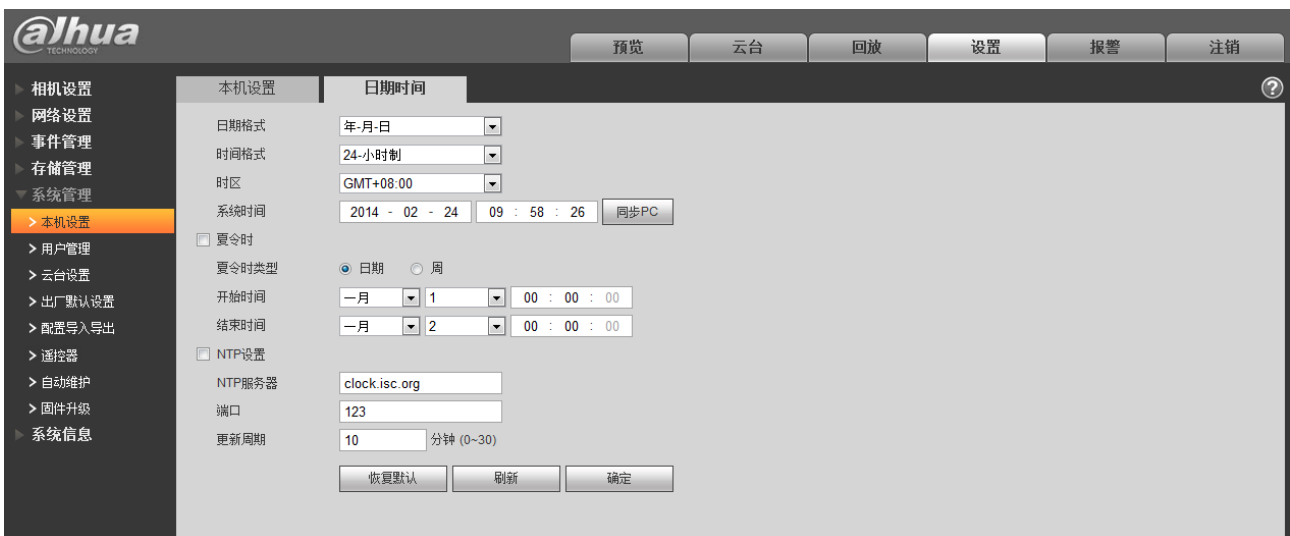 alhua
TECHNOLOGY
预览 云台 回放 设置 报警 注销
相机设置
网络设置
事件管理
存储管理
系统管理
> 本机设置
> 用户管理
> 云台设置
> 出厂默认设置
> 配置导入导出
> 遥控器
> 自动维护
> 固件升级
系统信息
本机设置 日期时间 ?
日期格式 年-月-日
时间格式 24-小时制
时区 GMT+08:00
系统时间 2014 - 02 - 24 09 : 58 : 26 同步PC
夏令时
夏令时类型 日期 周
开始时间 一月 1 00 : 00 : 00
结束时间 一月 2 00 : 00 : 00
NTP设置
NTP服务器 clock.isc.org
端口 123
更新周期 10 分钟 (0~30)
恢复默认 刷新 确定